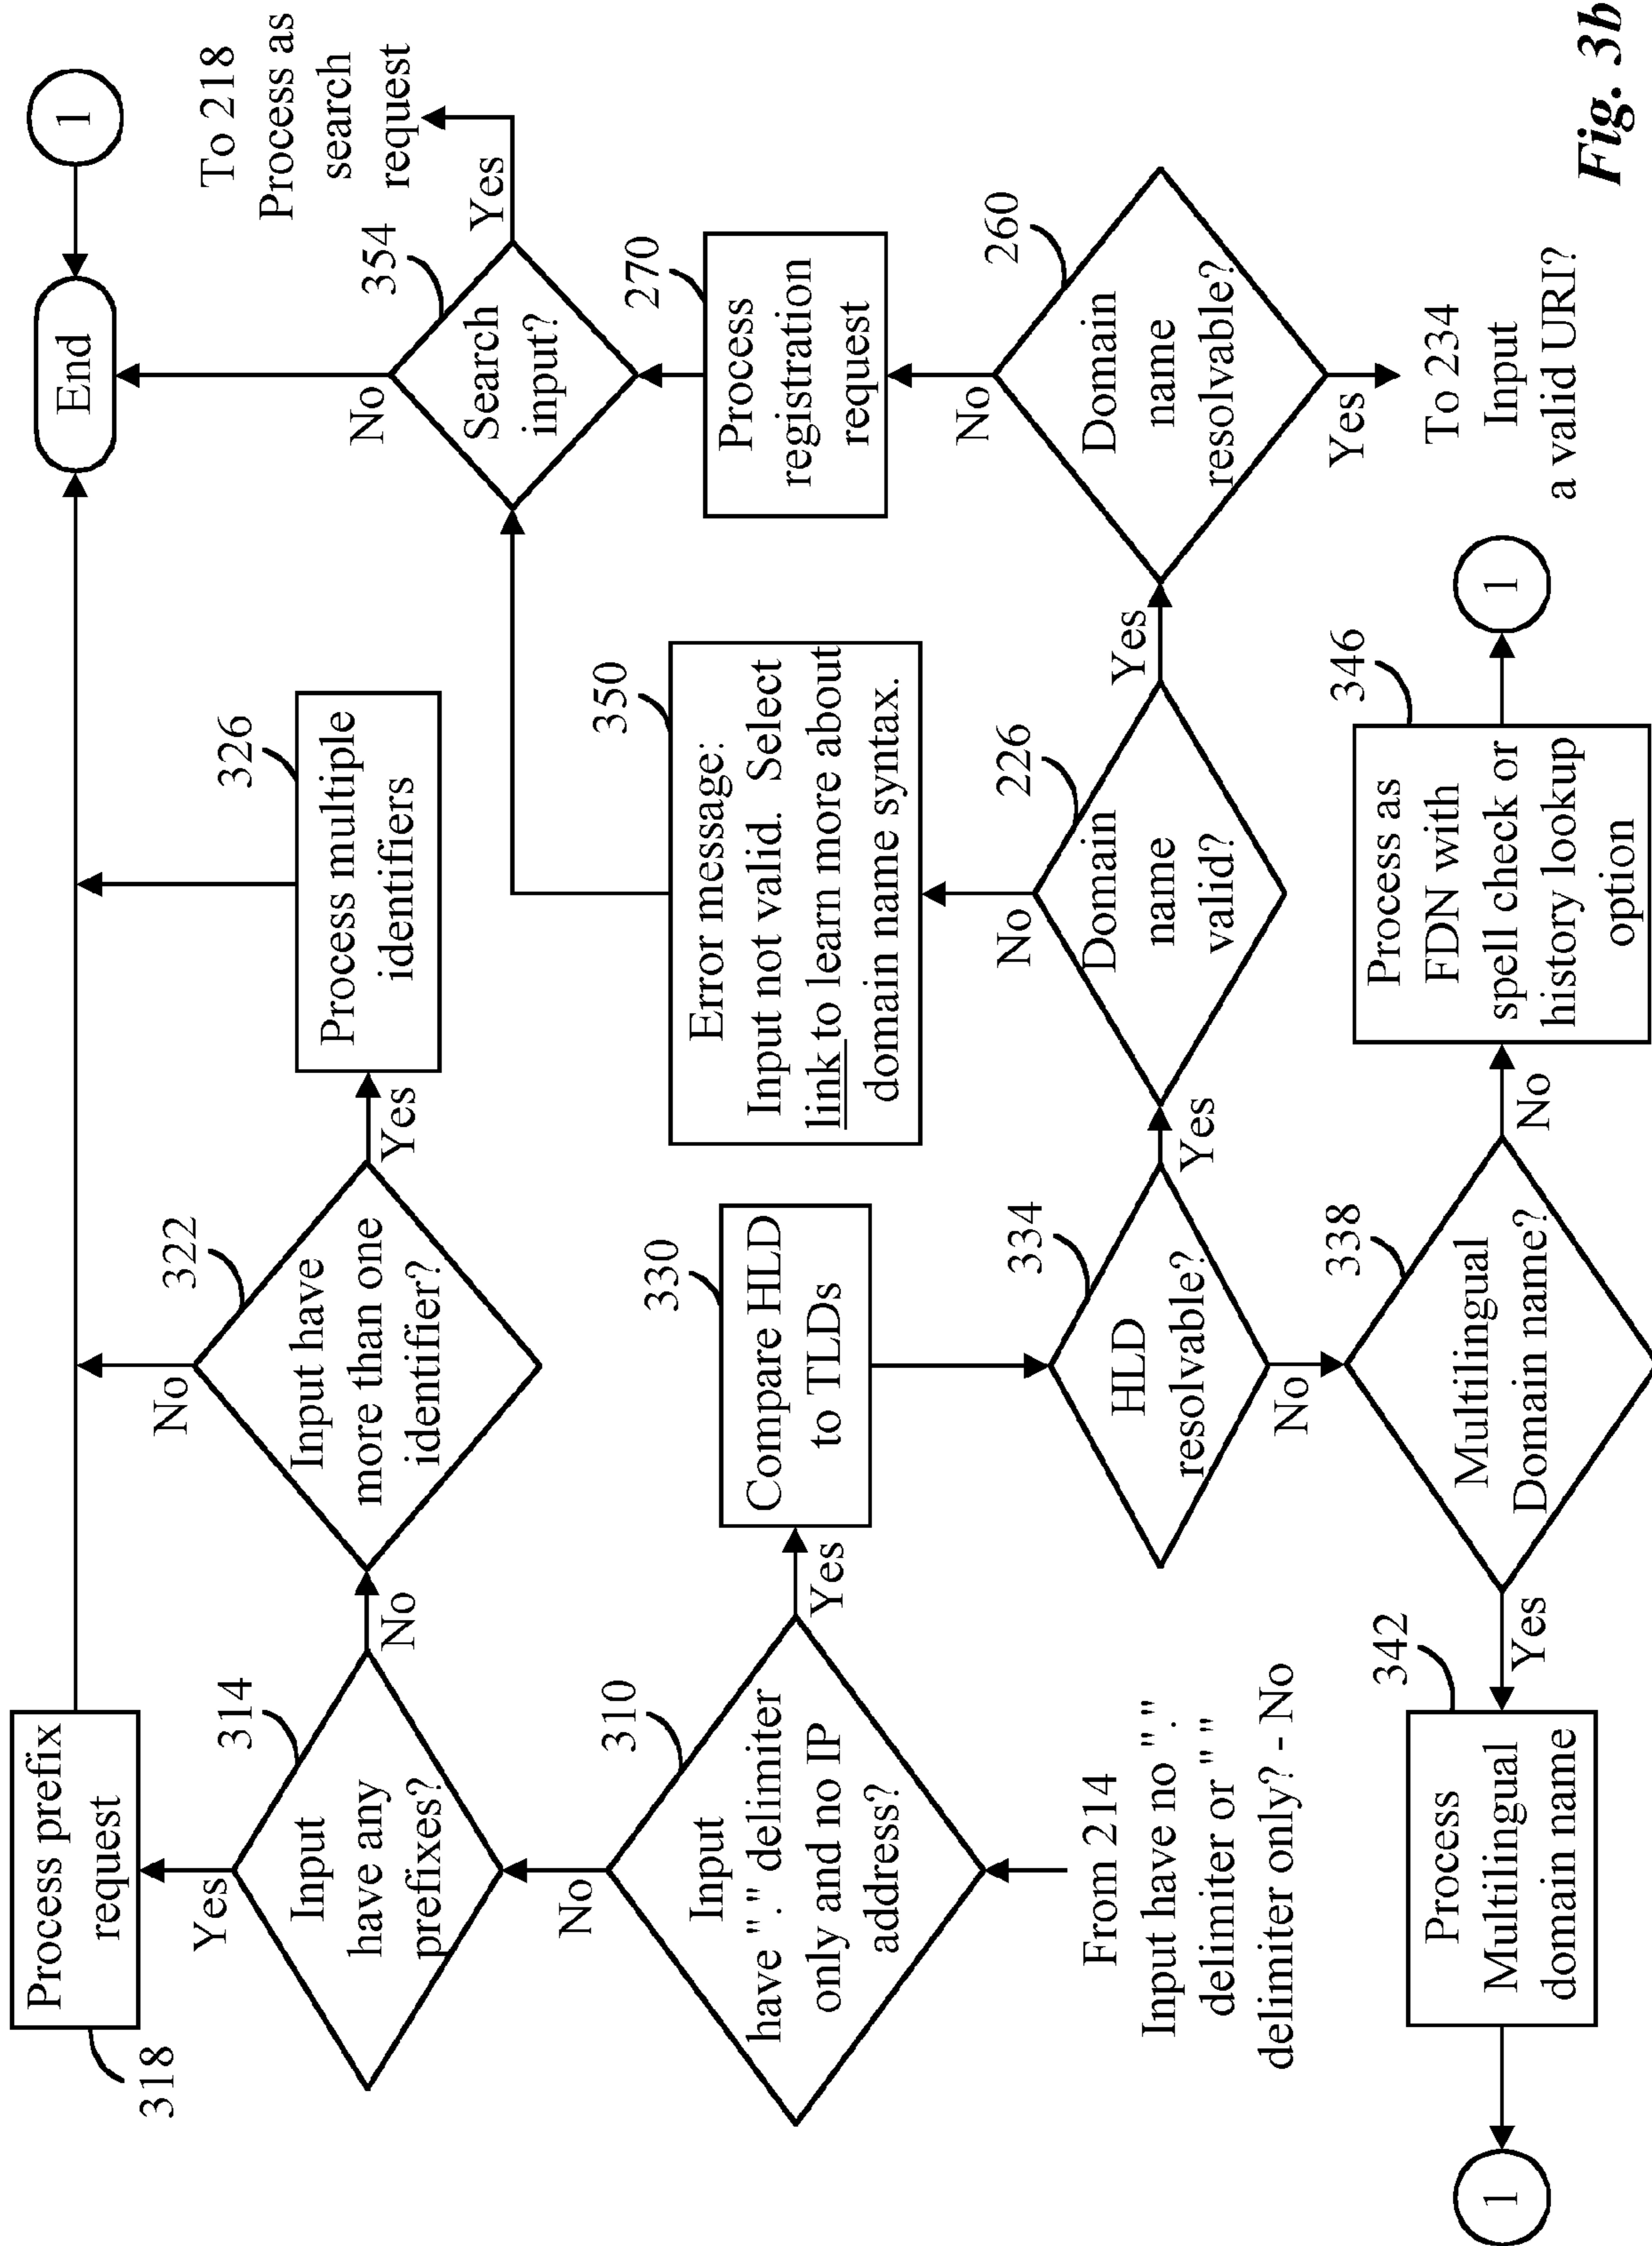 318
Process prefix
request
Yes
314
Input
have any
prefixes?
No
No
322
Input have
more than one
identifier?
Yes
No
326
Process multiple
identifiers
End
1
310
Input
have "." delimiter
only and no IP
address?
Yes
From 214
Input have no "."
delimiter or " "
delimiter only? - No
330
Compare HLD
to TLDs
334
HLD
resolvable?
Yes
No
350
Error message:
Input not valid. Select
link to learn more about
domain name syntax.
226
Domain
name
valid?
No
Yes
354
Search
input?
No
Yes
To 218
Process as
search
request
270
Process
registration
request
260
Domain
name
resolvable?
No
Yes
To 234
Input
a valid URI?
338
Multilingual
Domain name?
Yes
No
342
Process
Multilingual
domain name
1
346
Process as
FDN with
spell check or
history lookup
option
1
Fig. 3b